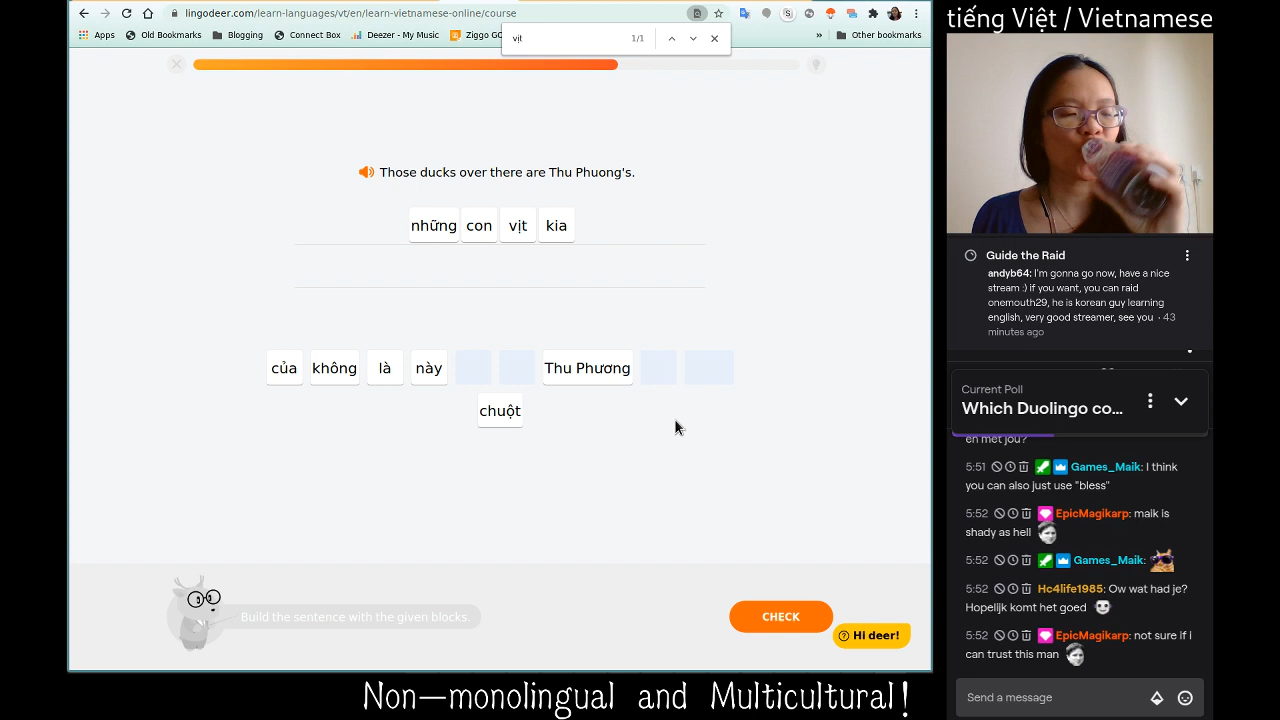 lingodeer.com/learn-languages/vt/en/learn-vietnamese-online/course
Apps Old Bookmarks Blogging Connect Box Deezer - My Music Ziggo GO » Other bookmarks
vịt 1/1
Those ducks over there are Thu Phuong's.
những con vịt kia
của không là này Thu Phương
chuột
Build the sentence with the given blocks.
CHECK
Hi deer!
Non-monolingual and Multicultural!
tiếng Việt / Vietnamese
Guide the Raid
andyb64: I'm gonna go now, have a nice
stream :) if you want, you can raid
onemouth29, he is korean guy learning
english, very good streamer, see you · 43
minutes ago
Current Poll
Which Duolingo co...
en met jou?
5:51 Games_Maik: I think
you can also just use "bless"
5:52 EpicMagikarp: maik is
shady as hell
5:52 Games_Maik:
5:52 Hc4life1985: Ow wat had je?
Hopelijk komt het goed
5:52 EpicMagikarp: not sure if i
can trust this man
Send a message